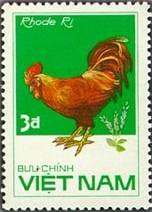 Rhode Ri
3đ
BƯU CHÍNH
VIỆT NAM